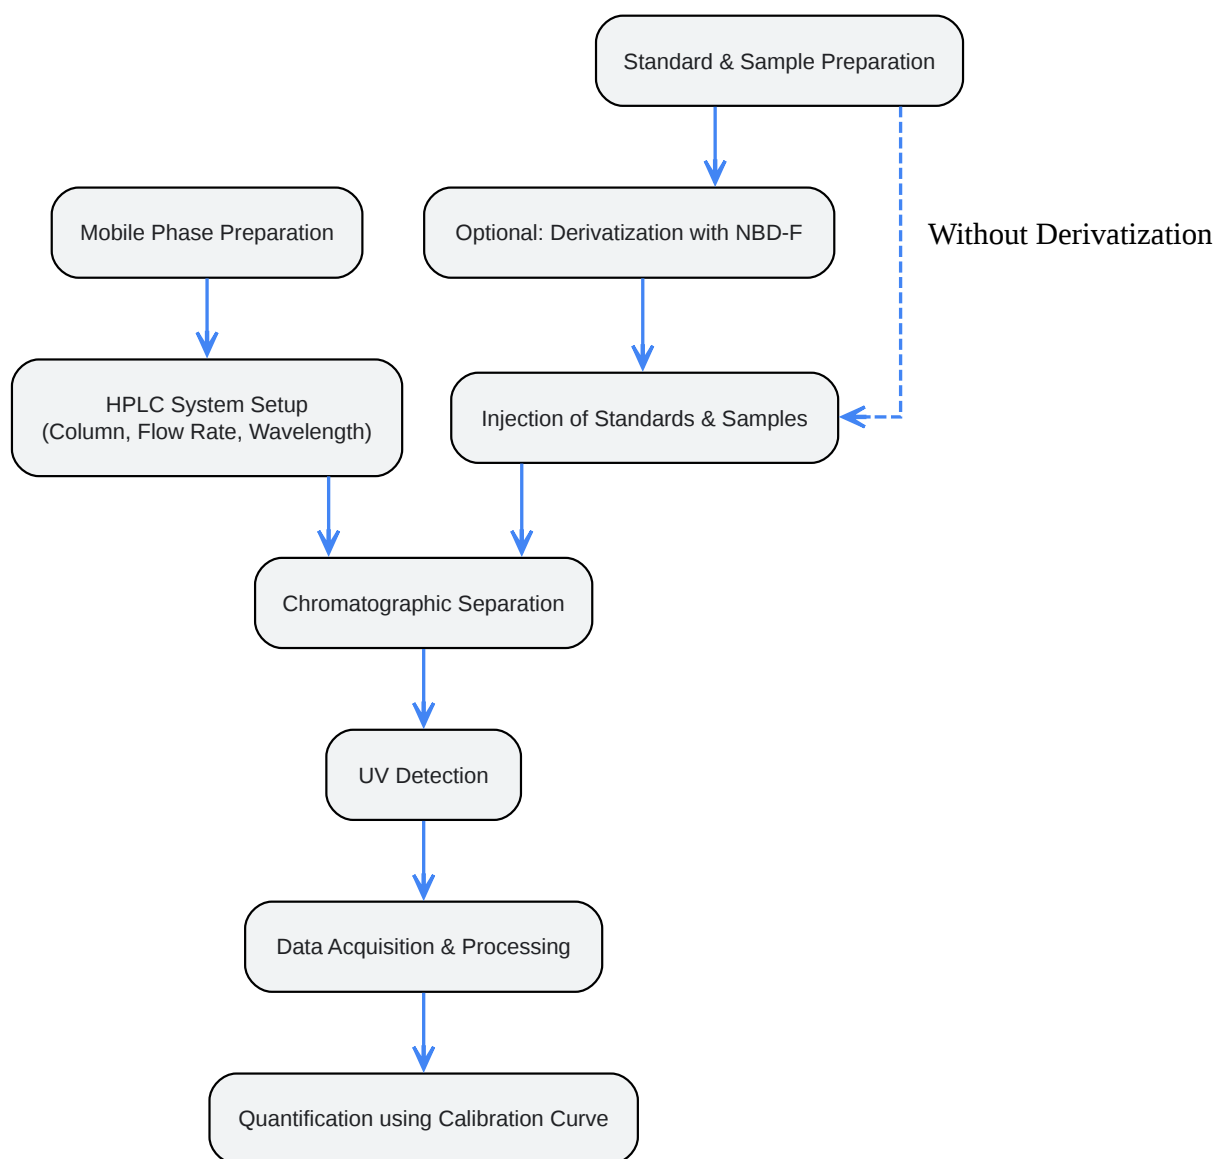 Standard & Sample Preparation
Mobile Phase Preparation
Optional: Derivatization with NBD-F
Without Derivatization
HPLC System Setup
(Column, Flow Rate, Wavelength)
Injection of Standards & Samples
Chromatographic Separation
UV Detection
Data Acquisition & Processing
Quantification using Calibration Curve